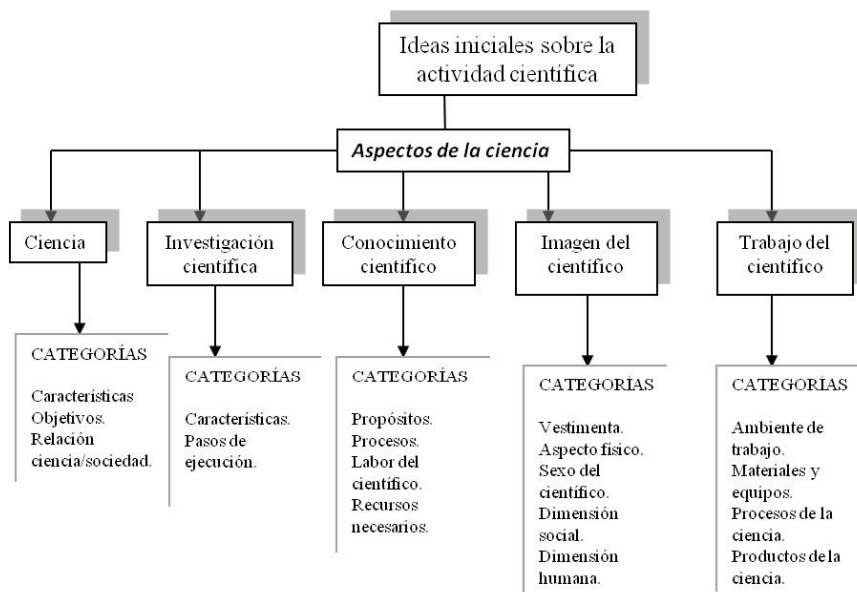 Ideas iniciales sobre la
actividad científica
Aspectos de la ciencia
Ciencia
Investigación
científica
Conocimiento
científico
Imagen del
científico
Trabajo del
científico
CATEGORÍAS
Características
Objetivos.
Relación
ciencia/sociedad.
CATEGORÍAS
Características.
Pasos de
ejecución.
CATEGORÍAS
Propósitos.
Procesos.
Labor del
científico.
Recursos
necesarios.
CATEGORÍAS
Vestimenta.
Aspecto físico.
Sexo del
científico.
Dimensión
social.
Dimensión
humana.
CATEGORÍAS
Ambiente de
trabajo.
Materiales y
equipos.
Procesos de la
ciencia.
Productos de la
ciencia.